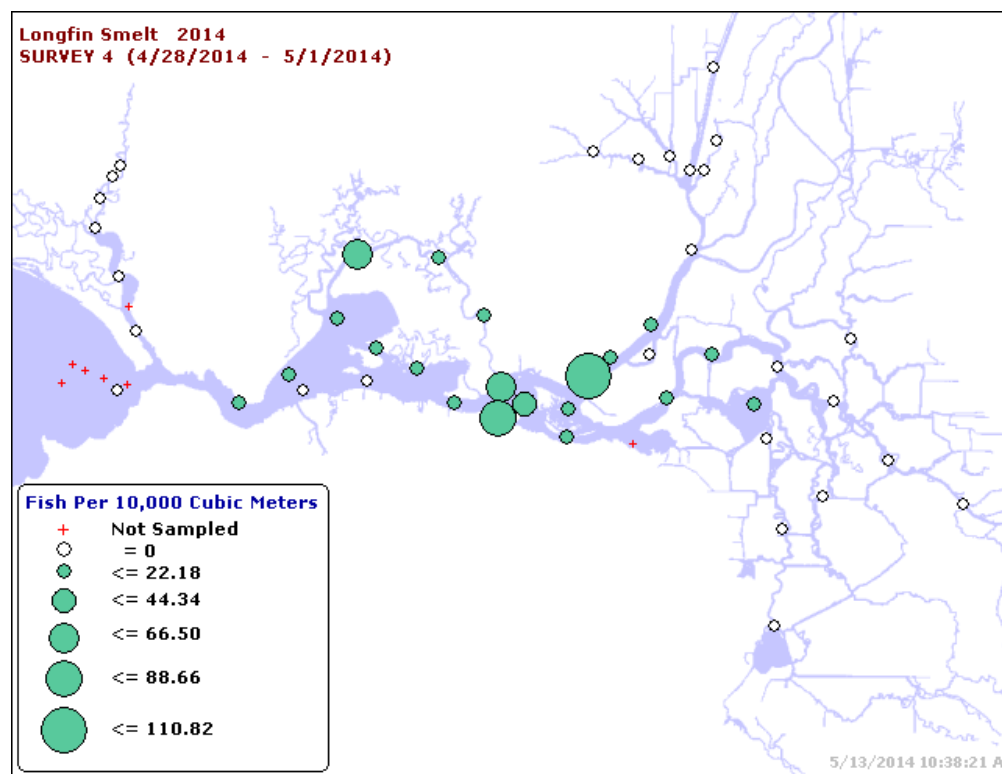 Longfin Smelt 2014
SURVEY 4 (4/28/2014 - 5/1/2014)
Fish Per 10,000 Cubic Meters
Not Sampled
= 0
<= 22.18
<= 44.34
<= 66.50
<= 88.66
<= 110.82
5/13/2014 10:38:21 A